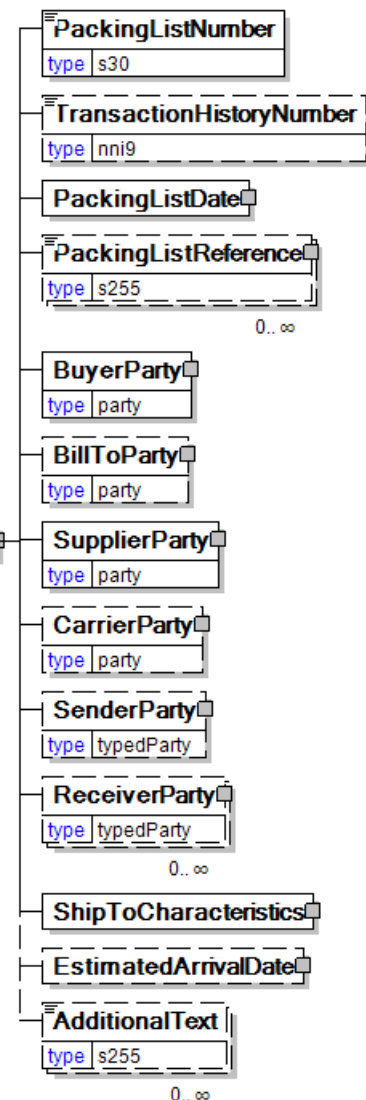 PackingListNumber
type s30
TransactionHistoryNumber
type nni9
PackingListDate
PackingListReference
type s255
0.. ∞
BuyerParty
type party
BillToParty
type party
SupplierParty
type party
CarrierParty
type party
SenderParty
type typedParty
ReceiverParty
type typedParty
0.. ∞
ShipToCharacteristics
EstimatedArrivalDate
AdditionalText
type s255
0.. ∞